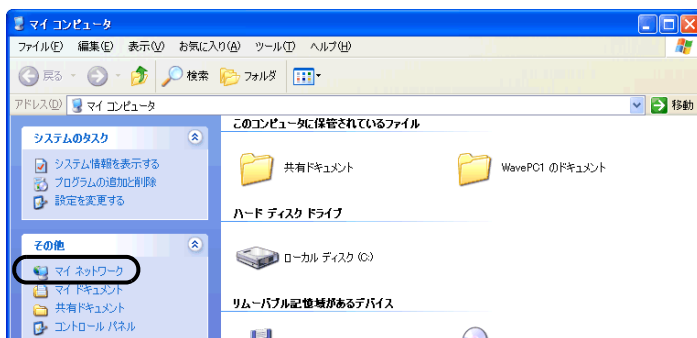 マイ コンピュータ
ファイル(F) 編集(E) 表示(V) お気に入り(A) ツール(T) ヘルプ(H)
戻る 検索 フォルダ
アドレス(D) マイ コンピュータ 移動
システムのタスク
システム情報を表示する
プログラムの追加と削除
設定を変更する
その他
マイ ネットワーク
マイ ドキュメント
共有ドキュメント
コントロール パネル
このコンピュータに保管されているファイル
共有ドキュメント WavePC1 のドキュメント
ハード ディスク ドライブ
ローカル ディスク (C:)
リムーバブル記憶域があるデバイス